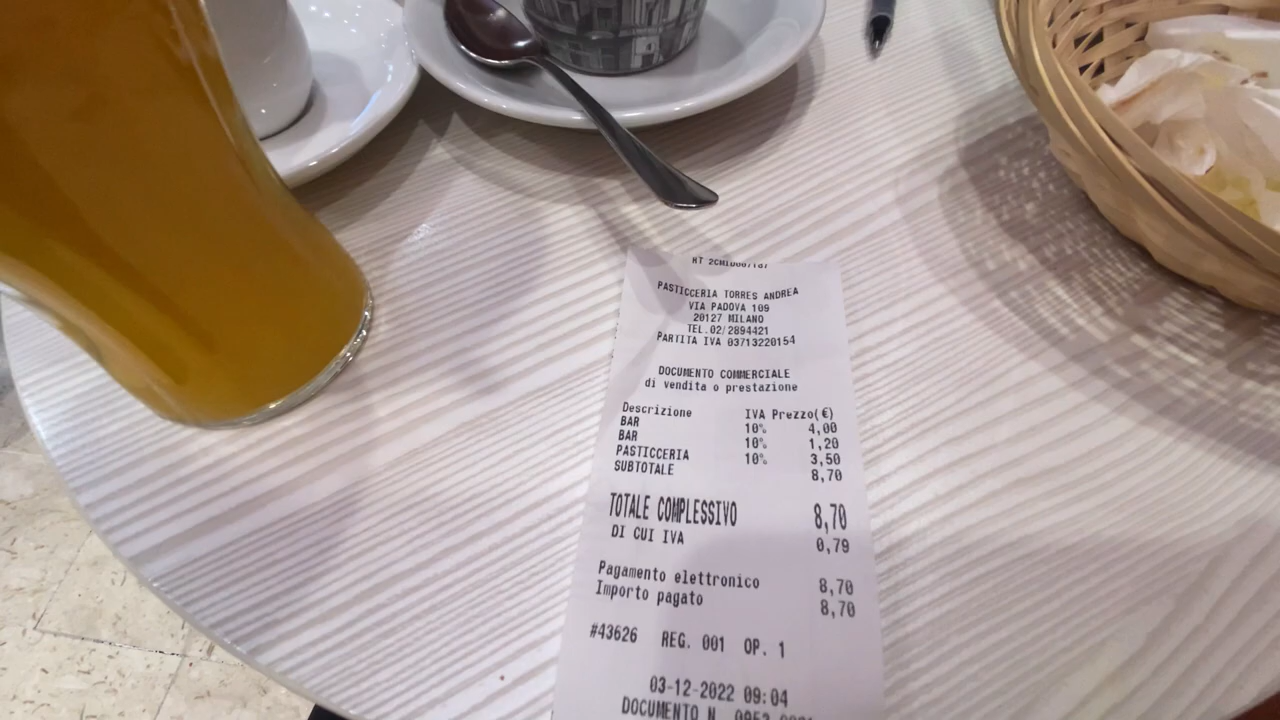 PASTICCERIA TORRES ANDREA
VIA PADOVA 109
20127 MILANO
TEL.02/2894421
PARTITA IVA 03713220154
DOCUMENTO COMMERCIALE
di vendita o prestazione
Descrizione IVA Prezzo(€)
BAR 10% 4,00
BAR 10% 1,20
PASTICCERIA 10% 3,50
SUBTOTALE 8,70
TOTALE COMPLESSIVO 8,70
DI CUI IVA 0,79
Pagamento elettronico 8,70
Importo pagato 8,70
#43626 REG. 001 OP. 1
03-12-2022 09:04
DOCUMENTO N.